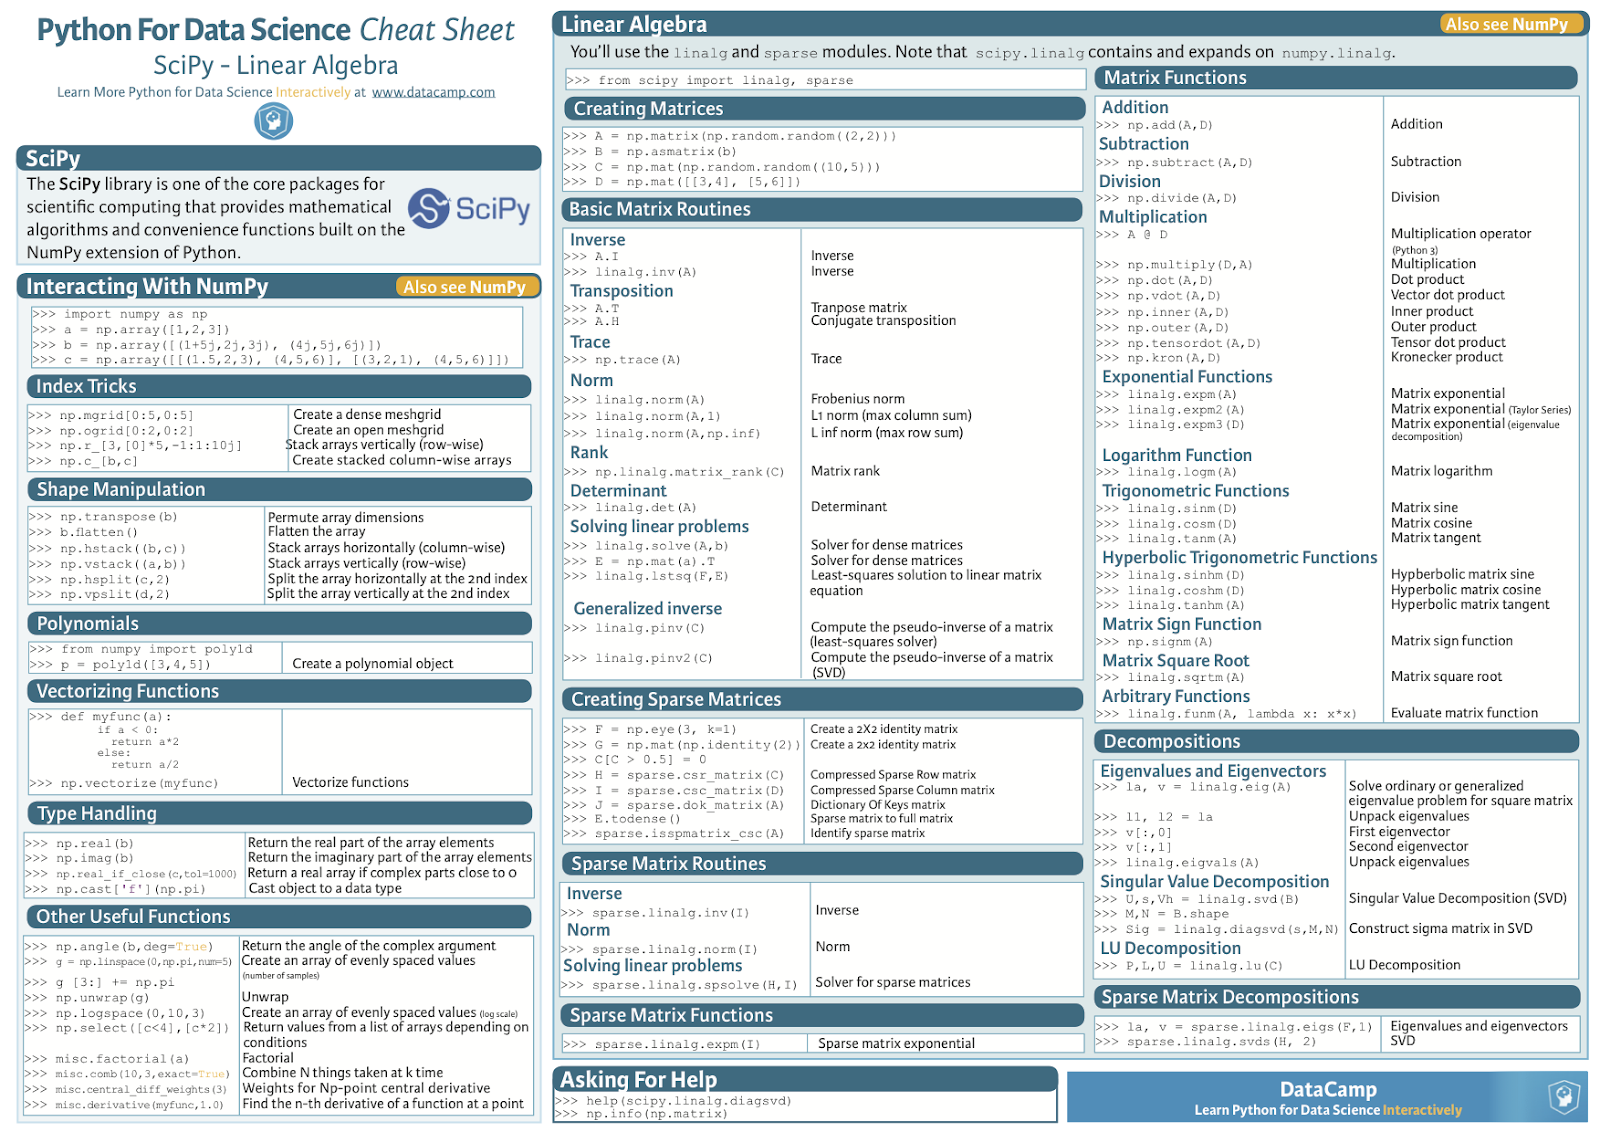 Python For Data Science Cheat Sheet
SciPy - Linear Algebra
Learn More Python for Data Science Interactively at www.datacamp.com
SciPy
The SciPy library is one of the core packages for
scientific computing that provides mathematical
algorithms and convenience functions built on the
NumPy extension of Python.
SciPy
Interacting With NumPy
Also see NumPy
>>> import numpy as np
>>> a = np.array([1,2,3])
>>> b = np.array([(1+5j,2j,3j), (4j,5j,6j)])
>>> c = np.array([[(1.5,2,3), (4,5,6)], [(3,2,1), (4,5,6)]])
Index Tricks
>>> np.mgrid[0:5,0:5] Create a dense meshgrid
>>> np.ogrid[0:2,0:2] Create an open meshgrid
>>> np.r_[3,[0]*5,-1:1:10j] Stack arrays vertically (row-wise)
>>> np.c_[b,c] Create stacked column-wise arrays
Shape Manipulation
>>> np.transpose(b) Permute array dimensions
>>> b.flatten() Flatten the array
>>> np.hstack((b,c)) Stack arrays horizontally (column-wise)
>>> np.vstack((a,b)) Stack arrays vertically (row-wise)
>>> np.hsplit(c,2) Split the array horizontally at the 2nd index
>>> np.vpslit(d,2) Split the array vertically at the 2nd index
Polynomials
>>> from numpy import poly1d
>>> p = poly1d([3,4,5]) Create a polynomial object
Vectorizing Functions
>>> def myfunc(a):
if a < 0:
return a*2
else:
return a/2
>>> np.vectorize(myfunc) Vectorize functions
Type Handling
>>> np.real(b) Return the real part of the array elements
>>> np.imag(b) Return the imaginary part of the array elements
>>> np.real_if_close(c,tol=1000) Return a real array if complex parts close to 0
>>> np.cast['f'](np.pi) Cast object to a data type
Other Useful Functions
>>> np.angle(b,deg=True) Return the angle of the complex argument
>>> g = np.linspace(0,np.pi,num=5) Create an array of evenly spaced values
(number of samples)
>>> g [3:] += np.pi
>>> np.unwrap(g) Unwrap
>>> np.logspace(0,10,3) Create an array of evenly spaced values (log scale)
>>> np.select([c<4],[c*2]) Return values from a list of arrays depending on
conditions
>>> misc.factorial(a) Factorial
>>> misc.comb(10,3,exact=True) Combine N things taken at k time
>>> misc.central_diff_weights(3) Weights for Np-point central derivative
>>> misc.derivative(myfunc,1.0) Find the n-th derivative of a function at a point
Linear Algebra
Also see NumPy
You'll use the linalg and sparse modules. Note that scipy.linalg contains and expands on numpy.linalg.
>>> from scipy import linalg, sparse
Creating Matrices
>>> A = np.matrix(np.random.random((2,2)))
>>> B = np.asmatrix(b)
>>> C = np.mat(np.random.random((10,5)))
>>> D = np.mat([[3,4], [5,6]])
Basic Matrix Routines
Inverse
>>> A.I Inverse
>>> linalg.inv(A) Inverse
Transposition
>>> A.T Tranpose matrix
>>> A.H Conjugate transposition
Trace
>>> np.trace(A) Trace
Norm
>>> linalg.norm(A) Frobenius norm
>>> linalg.norm(A,1) L1 norm (max column sum)
>>> linalg.norm(A,np.inf) L inf norm (max row sum)
Rank
>>> np.linalg.matrix_rank(C) Matrix rank
Determinant
>>> linalg.det(A) Determinant
Solving linear problems
>>> linalg.solve(A,b) Solver for dense matrices
>>> E = np.mat(a).T Solver for dense matrices
>>> linalg.lstsq(F,E) Least-squares solution to linear matrix
equation
Generalized inverse
>>> linalg.pinv(C) Compute the pseudo-inverse of a matrix
(least-squares solver)
>>> linalg.pinv2(C) Compute the pseudo-inverse of a matrix
(SVD)
Creating Sparse Matrices
>>> F = np.eye(3, k=1) Create a 2X2 identity matrix
>>> G = np.mat(np.identity(2)) Create a 2x2 identity matrix
>>> C[C > 0.5] = 0
>>> H = sparse.csr_matrix(C) Compressed Sparse Row matrix
>>> I = sparse.csc_matrix(D) Compressed Sparse Column matrix
>>> J = sparse.dok_matrix(A) Dictionary Of Keys matrix
>>> E.todense() Sparse matrix to full matrix
>>> sparse.isspmatrix_csc(A) Identify sparse matrix
Sparse Matrix Routines
Inverse
>>> sparse.linalg.inv(I) Inverse
Norm
>>> sparse.linalg.norm(I) Norm
Solving linear problems
>>> sparse.linalg.spsolve(H,I) Solver for sparse matrices
Sparse Matrix Functions
>>> sparse.linalg.expm(I) Sparse matrix exponential
Asking For Help
>>> help(scipy.linalg.diagsvd)
>>> np.info(np.matrix)
Matrix Functions
Addition
>>> np.add(A,D) Addition
Subtraction
>>> np.subtract(A,D) Subtraction
Division
>>> np.divide(A,D) Division
Multiplication
>>> A @ D Multiplication operator
(Python 3)
>>> np.multiply(D,A) Multiplication
>>> np.dot(A,D) Dot product
>>> np.vdot(A,D) Vector dot product
>>> np.inner(A,D) Inner product
>>> np.outer(A,D) Outer product
>>> np.tensordot(A,D) Tensor dot product
>>> np.kron(A,D) Kronecker product
Exponential Functions
>>> linalg.expm(A) Matrix exponential
>>> linalg.expm2(A) Matrix exponential (Taylor Series)
>>> linalg.expm3(D) Matrix exponential (eigenvalue
decomposition)
Logarithm Function
>>> linalg.logm(A) Matrix logarithm
Trigonometric Functions
>>> linalg.sinm(D) Matrix sine
>>> linalg.cosm(D) Matrix cosine
>>> linalg.tanm(A) Matrix tangent
Hyperbolic Trigonometric Functions
>>> linalg.sinhm(D) Hypberbolic matrix sine
>>> linalg.coshm(D) Hyperbolic matrix cosine
>>> linalg.tanhm(A) Hyperbolic matrix tangent
Matrix Sign Function
>>> np.signm(A) Matrix sign function
Matrix Square Root
>>> linalg.sqrtm(A) Matrix square root
Arbitrary Functions
>>> linalg.funm(A, lambda x: x*x) Evaluate matrix function
Decompositions
Eigenvalues and Eigenvectors
>>> la, v = linalg.eig(A) Solve ordinary or generalized
eigenvalue problem for square matrix
>>> l1, l2 = la Unpack eigenvalues
>>> v[:,0] First eigenvector
>>> v[:,1] Second eigenvector
>>> linalg.eigvals(A) Unpack eigenvalues
Singular Value Decomposition
>>> U,s,Vh = linalg.svd(B) Singular Value Decomposition (SVD)
>>> M,N = B.shape
>>> Sig = linalg.diagsvd(s,M,N) Construct sigma matrix in SVD
LU Decomposition
>>> P,L,U = linalg.lu(C) LU Decomposition
Sparse Matrix Decompositions
>>> la, v = sparse.linalg.eigs(F,1) Eigenvalues and eigenvectors
>>> sparse.linalg.svds(H, 2) SVD
DataCamp
Learn Python for Data Science Interactively